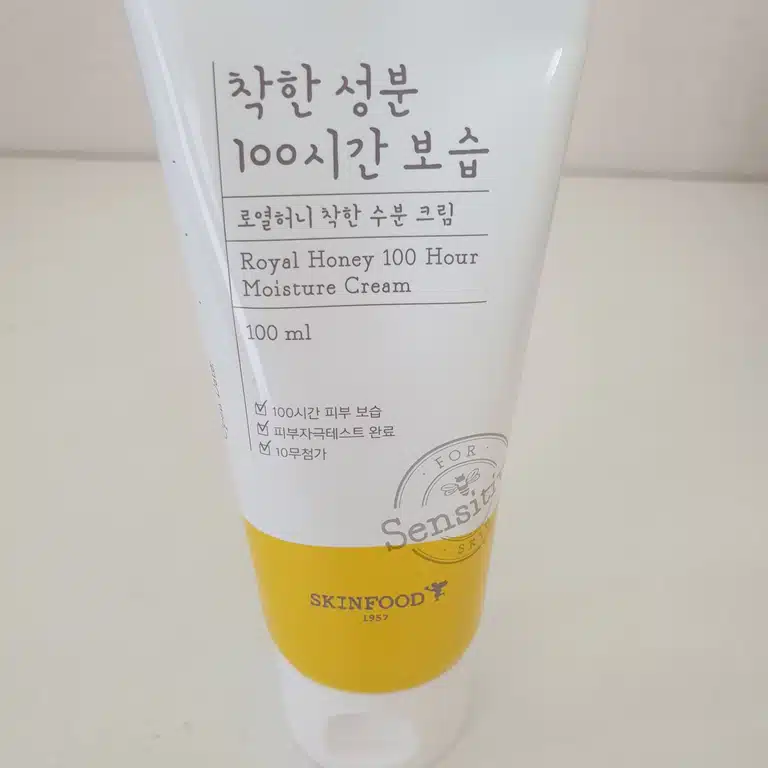 착한 성분
100시간 보습
로열허니 착한 수분 크림
Royal Honey 100 Hour
Moisture Cream
100 ml
100시간 피부 보습
피부자극테스트 완료
10무첨가
FOR
SKINFOOD
1957